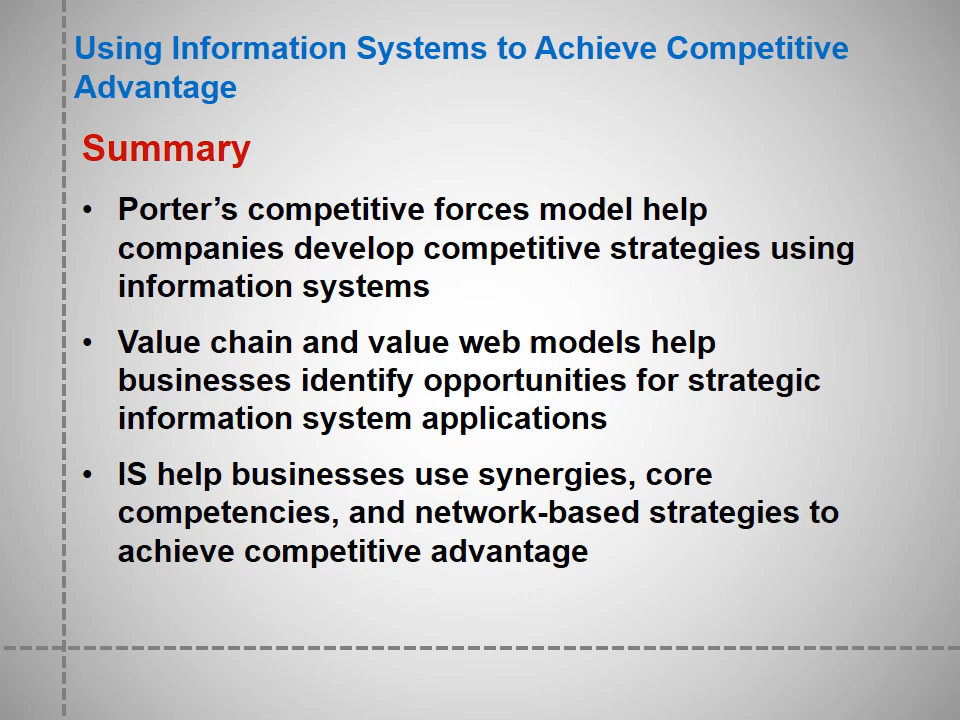 Using Information Systems to Achieve Competitive
Advantage
Summary
• Porter’s competitive forces model help
companies develop competitive strategies using
information systems
• Value chain and value web models help
businesses identify opportunities for strategic
information system applications
• IS help businesses use synergies, core
competencies, and network-based strategies to
achieve competitive advantage